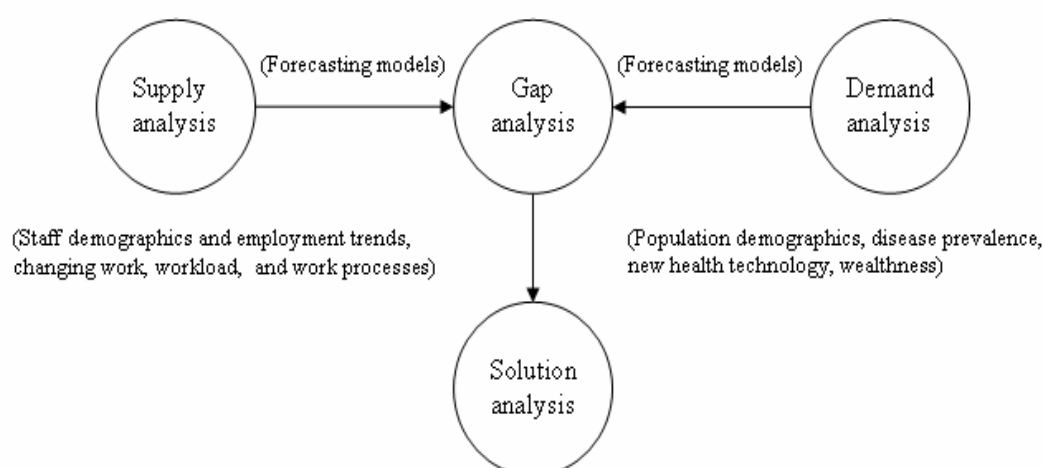 Supply
analysis
(Forecasting models)
Gap
analysis
(Forecasting models)
Demand
analysis
(Staff demographics and employment trends,
changing work, workload, and work processes)
(Population demographics, disease prevalence,
new health technology, wealthness)
Solution
analysis